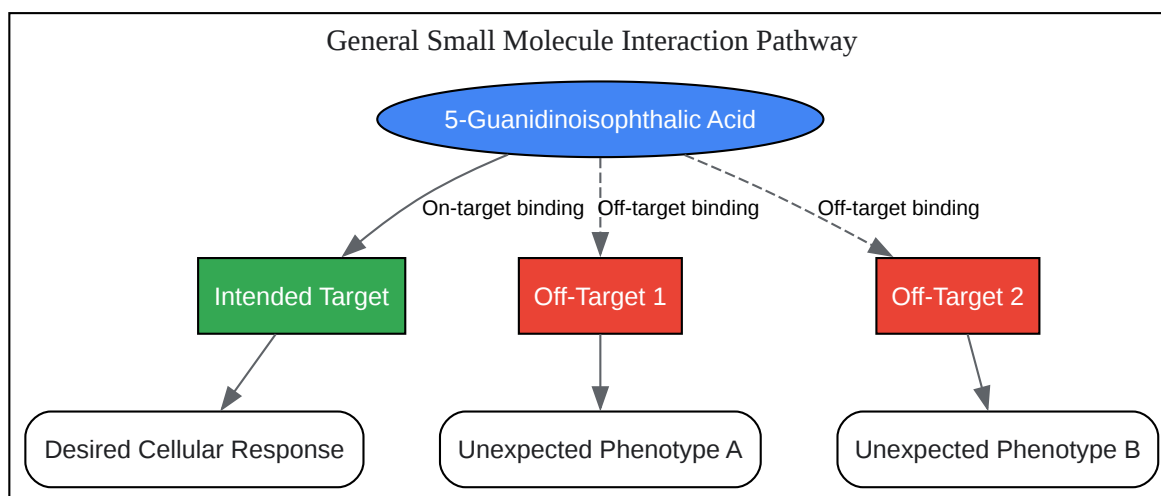 General Small Molecule Interaction Pathway
5-Guanidinoisophthalic Acid
On-target binding
Off-target binding
Off-target binding
Intended Target
Off-Target 1
Off-Target 2
Desired Cellular Response
Unexpected Phenotype A
Unexpected Phenotype B